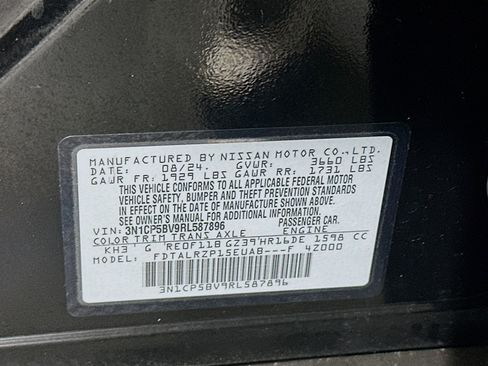 MANUFACTURED BY NISSAN MOTOR CO.,LTD.
DATE: 08/24. GVWR: 3660 LBS
GAWR FR: 1929 LBS GAWR RR: 1731 LBS
THIS VEHICLE CONFORMS TO ALL APPLICABLE FEDERAL MOTOR
VEHICLE SAFETY, BUMPER AND THEFT PREVENTION STANDARDS
IN EFFECT ON THE DATE OF MANUFACTURE SHOWN ABOVE.
SEE OWNER'S MANUAL FOR ADDITIONAL INFORMATION
VIN: 3N1CP5BV9RL587896 PASSENGER CAR
COLOR TRIM TRANS AXLE ENGINE
KH3 G RE0F11B GZ39 HR16DE 1598 CC
MODEL: FDTALRZP15EUAB---F 4Z000
3N1CP5BV9RL587896